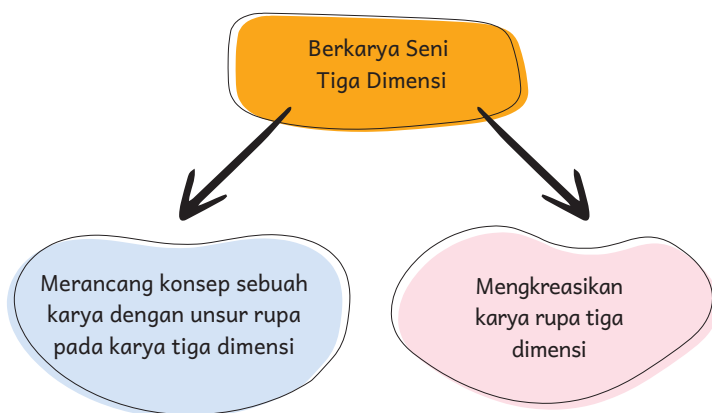 Berkarya Seni
Tiga Dimensi
Merancang konsep sebuah
karya dengan unsur rupa
pada karya tiga dimensi
Mengkreasikan
karya rupa tiga
dimensi